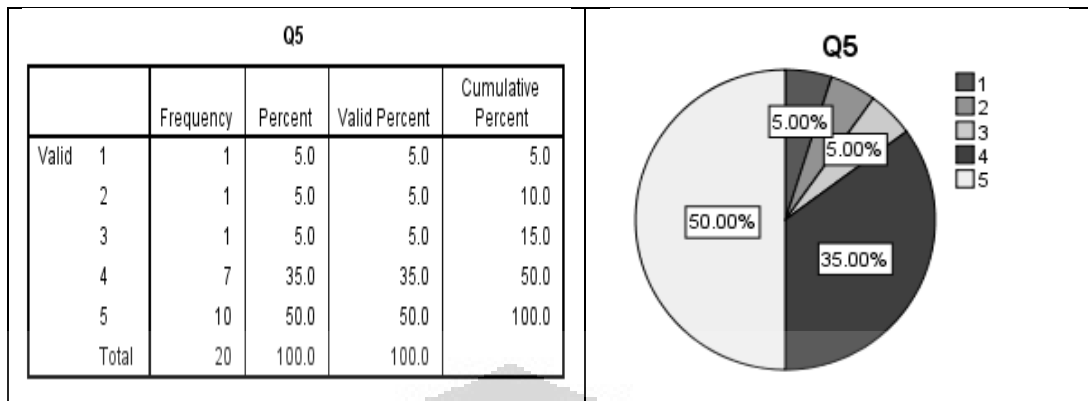 Q5
Frequency Percent Valid Percent Cumulative Percent
Valid 1 1 5.0 5.0 5.0
2 1 5.0 5.0 10.0
3 1 5.0 5.0 15.0
4 7 35.0 35.0 50.0
5 10 50.0 50.0 100.0
Total 20 100.0 100.0
Q5
1
2
3
4
5
5.00%
5.00%
50.00%
35.00%